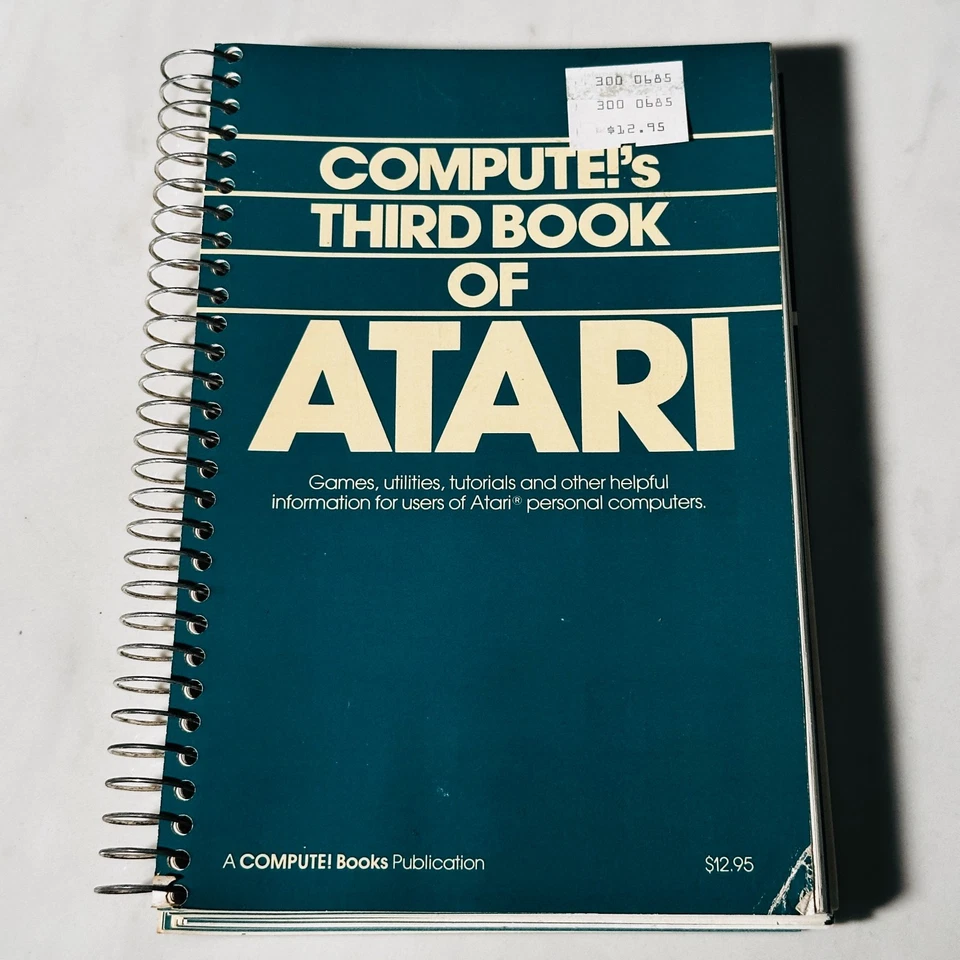 300 0685
300 0685
$12.95
COMPUTE!'s
THIRD BOOK
OF
ATARI
Games, utilities, tutorials and other helpful
information for users of Atari® personal computers.
A COMPUTE! Books Publication
$12.95